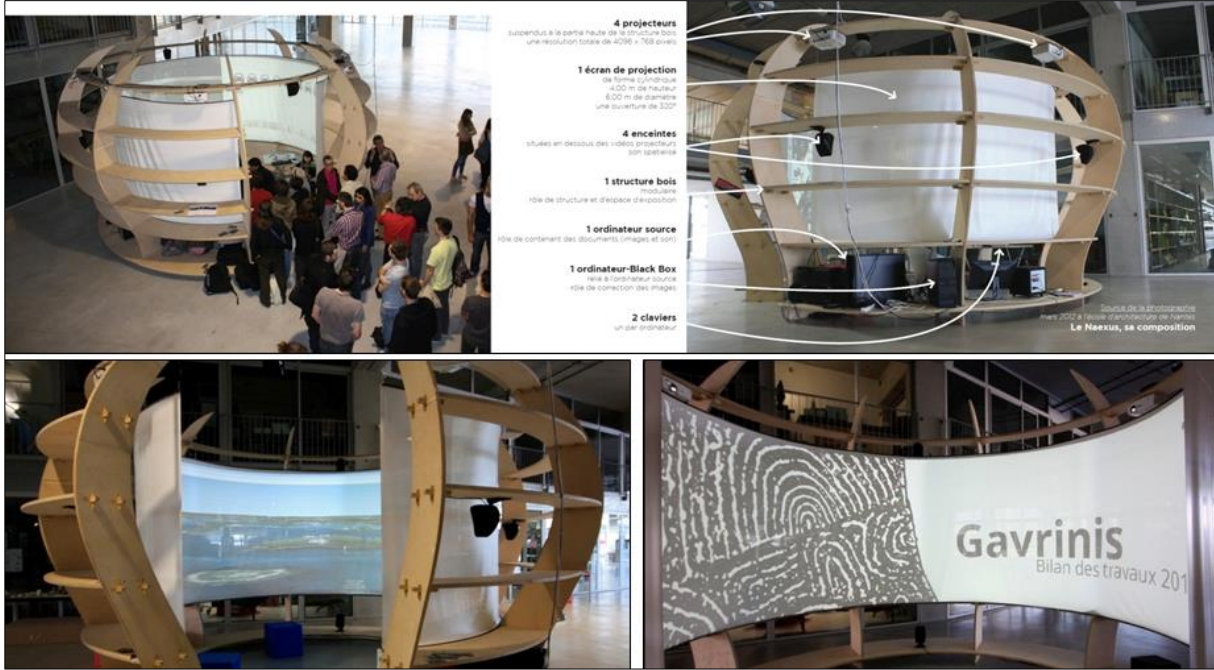 4 projecteurs
suspendus à la partie haute de la structure bois
une résolution totale de 4096 x 768 pixels
1 écran de projection
de forme cylindrique
4,00 m de hauteur
6,00 m de diamètre
une ouverture de 320°
4 enceintes
situées en dessous des vidéos projecteurs
son spatialisé
1 structure bois
modulaire
rôle de structure et d'espace d'exposition
1 ordinateur source
rôle de contenant des documents (images et son)
1 ordinateur-Black Box
relié à l'ordinateur source
rôle de correction des images
2 claviers
un par ordinateur
Source de la photographie
mars 2012 à l'école d'architecture de Nantes
Le Naexus, sa composition
Gavrinis
Bilan des travaux 201